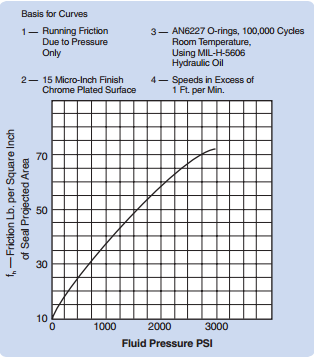 Basis for Curves
1 — Running Friction
Due to Pressure
Only
2 — 15 Micro-Inch Finish
Chrome Plated Surface
3 — AN6227 O-rings, 100,000 Cycles
Room Temperature,
Using MIL-H-5606
Hydraulic Oil
4 — Speeds in Excess of
1 Ft. per Min.
fh — Friction Lb. per Square Inch
of Seal Projected Area
70
50
30
10
0
1000
2000
3000
Fluid Pressure PSI